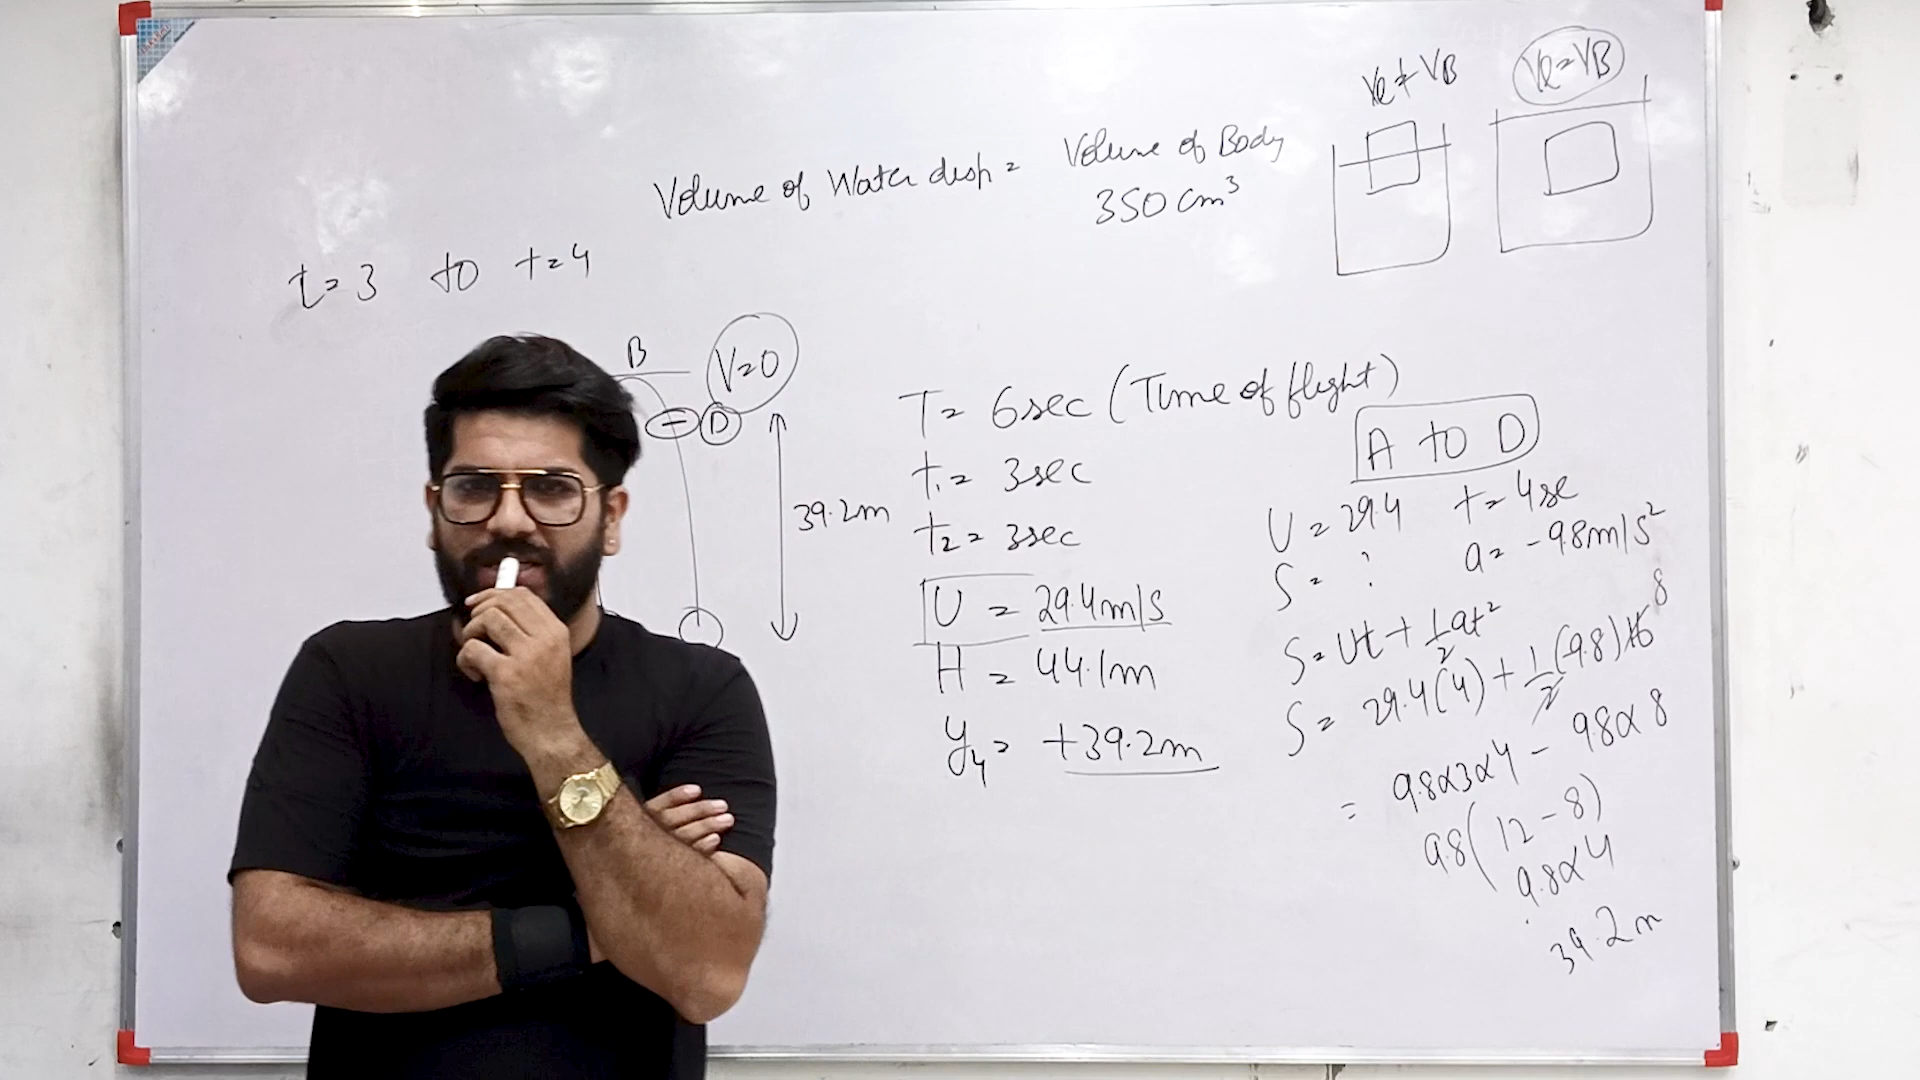 Ve ≠ VB
Ve = VB
Volume of Water disp =
Volume of Body
350 cm³
t = 3 to t = 4
B
V = 0
D
39.2m
T = 6sec (Time of flight)
t₁ = 3sec
t₂ = 3sec
U = 29.4m/s
H = 44.1m
y₄ = +39.2m
A to D
U = 29.4 t = 4se
S = ? a = -9.8m/s²
S = Ut + 1/2 at²
S = 29.4(4) + 1/2 (-9.8) 16 8
= 9.8×3×4 - 9.8×8
9.8(12-8)
9.8×4
39.2m